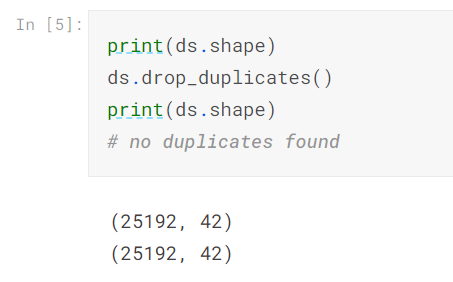 In [5]:
print(ds.shape)
ds.drop_duplicates()
print(ds.shape)
# no duplicates found
(25192, 42)
(25192, 42)